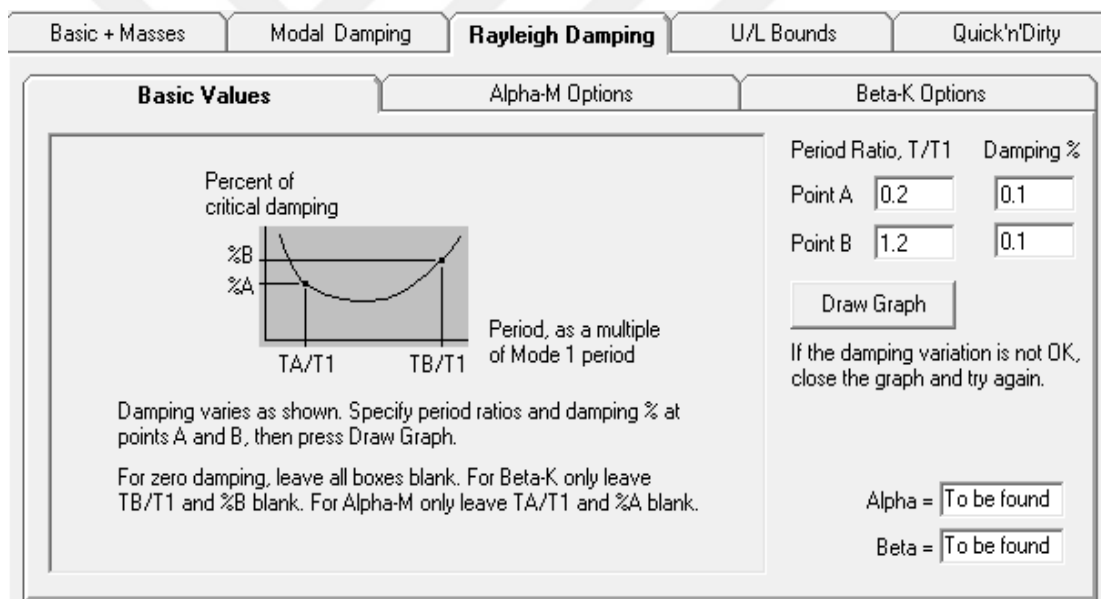 Basic + Masses Modal Damping Rayleigh Damping U/L Bounds Quick'n'Dirty
Basic Values Alpha-M Options Beta-K Options
Percent of
critical damping
%B
%A
TA/T1 TB/T1
Period, as a multiple
of Mode 1 period
Damping varies as shown. Specify period ratios and damping % at
points A and B, then press Draw Graph.
For zero damping, leave all boxes blank. For Beta-K only leave
TB/T1 and %B blank. For Alpha-M only leave TA/T1 and %A blank.
Period Ratio, T/T1 Damping %
Point A 0.2 0.1
Point B 1.2 0.1
Draw Graph
If the damping variation is not OK,
close the graph and try again.
Alpha = To be found
Beta = To be found